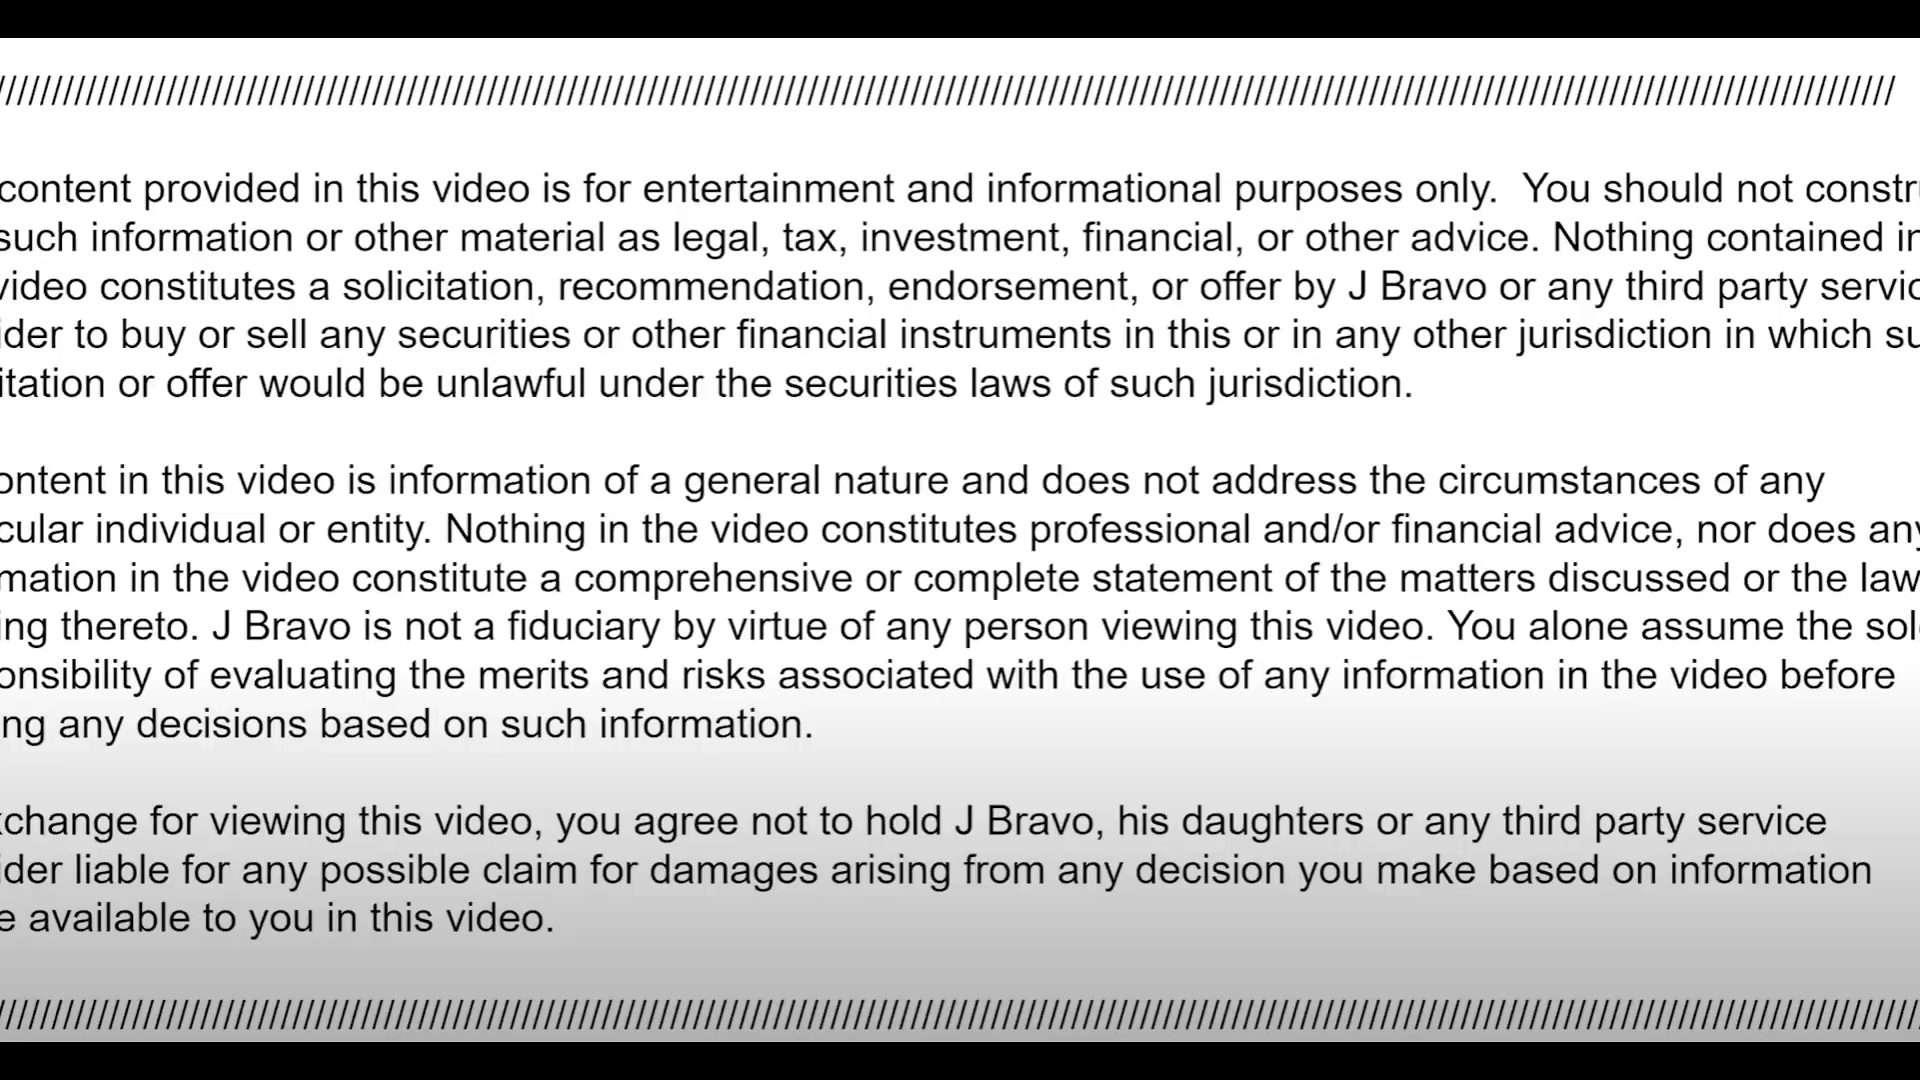 ////////////////////////////////////////////////////////////////////////////////////////////////////////////////////////////////////////////////////////////////
content provided in this video is for entertainment and informational purposes only.  You should not constr
such information or other material as legal, tax, investment, financial, or other advice. Nothing contained in
video constitutes a solicitation, recommendation, endorsement, or offer by J Bravo or any third party servic
ider to buy or sell any securities or other financial instruments in this or in any other jurisdiction in which su
itation or offer would be unlawful under the securities laws of such jurisdiction.
ontent in this video is information of a general nature and does not address the circumstances of any
cular individual or entity. Nothing in the video constitutes professional and/or financial advice, nor does any
mation in the video constitute a comprehensive or complete statement of the matters discussed or the law
ing thereto. J Bravo is not a fiduciary by virtue of any person viewing this video. You alone assume the sol
onsibility of evaluating the merits and risks associated with the use of any information in the video before
ng any decisions based on such information.
xchange for viewing this video, you agree not to hold J Bravo, his daughters or any third party service
ider liable for any possible claim for damages arising from any decision you make based on information
e available to you in this video.
////////////////////////////////////////////////////////////////////////////////////////////////////////////////////////////////////////////////////////////////